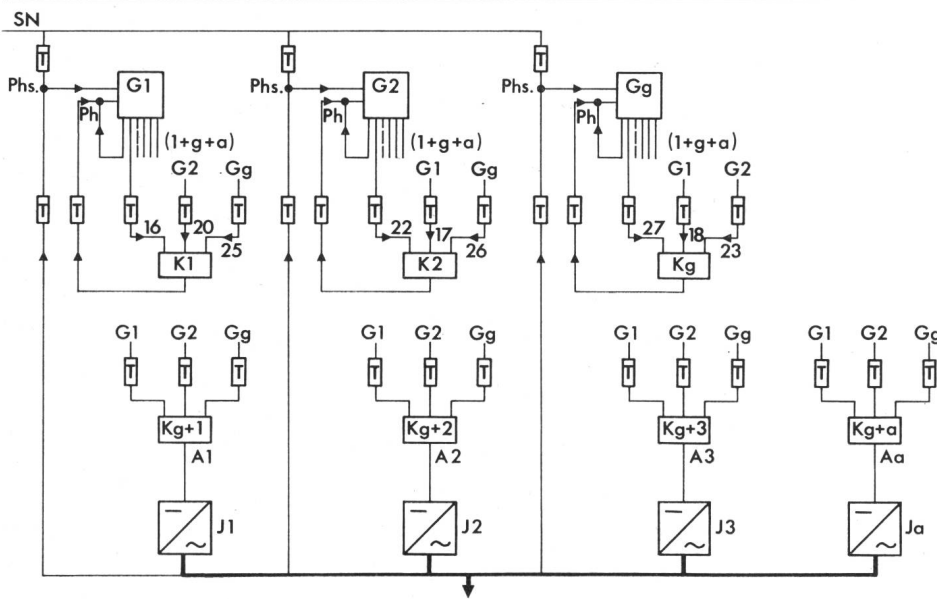 SN
T T T
Phs. G1 Phs. G2 Phs. Gg
Ph Ph Ph
(1+g+a) (1+g+a) (1+g+a)
G2 Gg G1 Gg G1 G2
T T T T T T T T T T T T T T T
16 20 25 22 17 26 27 18 23
K1 K2 Kg
G1 G2 Gg G1 G2 Gg G1 G2 Gg G1 G2 Gg
T T T T T T T T T T T T
Kg+1 Kg+2 Kg+3 Kg+a
A1 A2 A3 Aa
J1 J2 J3 Ja